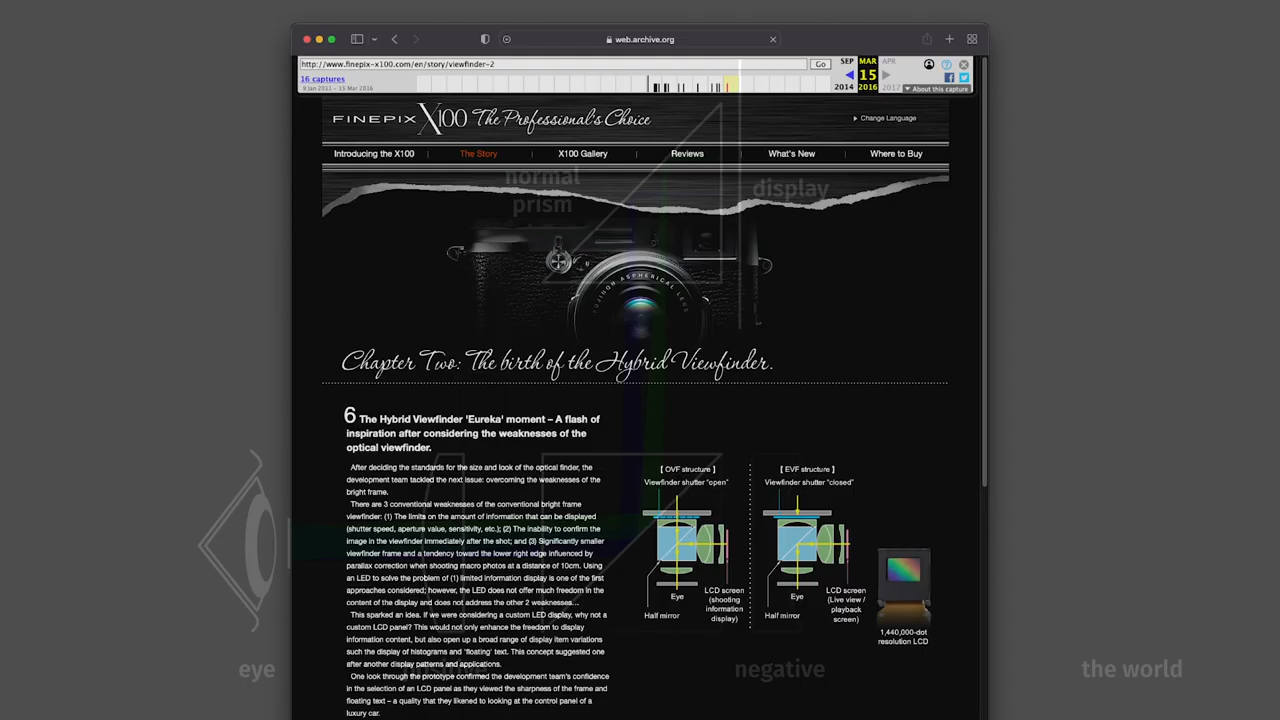 web.archive.org
http://www.finepix-x100.com/en/story/viewfinder-2
Go
SEP
MAR
APR
16 captures
15
9 Jan 2011 – 15 Mar 2016
2014
2016
2017
About this capture
FINEPIX X100 The Professional's Choice
Change Language
Introducing the X100
The Story
X100 Gallery
Reviews
What's New
Where to Buy
normal
prism
display
FUJINON ASPHERICAL LENS
Chapter Two: The birth of the Hybrid Viewfinder.
6 The Hybrid Viewfinder 'Eureka' moment – A flash of
inspiration after considering the weaknesses of the
optical viewfinder.
After deciding the standards for the size and look of the optical finder, the
development team tackled the next issue: overcoming the weaknesses of the
bright frame.
There are 3 conventional weaknesses of the conventional bright frame
viewfinder: (1) The limits on the amount of information that can be displayed
(shutter speed, aperture value, sensitivity, etc.); (2) The inability to confirm the
image in the viewfinder immediately after the shot; and (3) Significantly smaller
viewfinder frame and a tendency toward the lower right edge influenced by
parallax correction when shooting macro photos at a distance of 10cm. Using
an LED to solve the problem of (1) limited information display is one of the first
approaches considered; however, the LED does not offer much freedom in the
content of the display and does not address the other 2 weaknesses...
This sparked an idea. If we were considering a custom LED display, why not a
custom LCD panel? This would not only enhance the freedom to display
information content, but also open up a broad range of display item variations
such the display of histograms and 'floating' text. This concept suggested one
after another display patterns and applications.
One look through the prototype confirmed the development team's confidence
in the selection of an LCD panel as they viewed the sharpness of the frame and
floating text – a quality that they likened to looking at the control panel of a
luxury car.
[ OVF structure ]
Viewfinder shutter "open"
Eye
Half mirror
LCD screen
(shooting
information
display)
[ EVF structure ]
Viewfinder shutter "closed"
Eye
Half mirror
LCD screen
(Live view /
playback
screen)
1,440,000-dot
resolution LCD
eye
positive
negative
the world